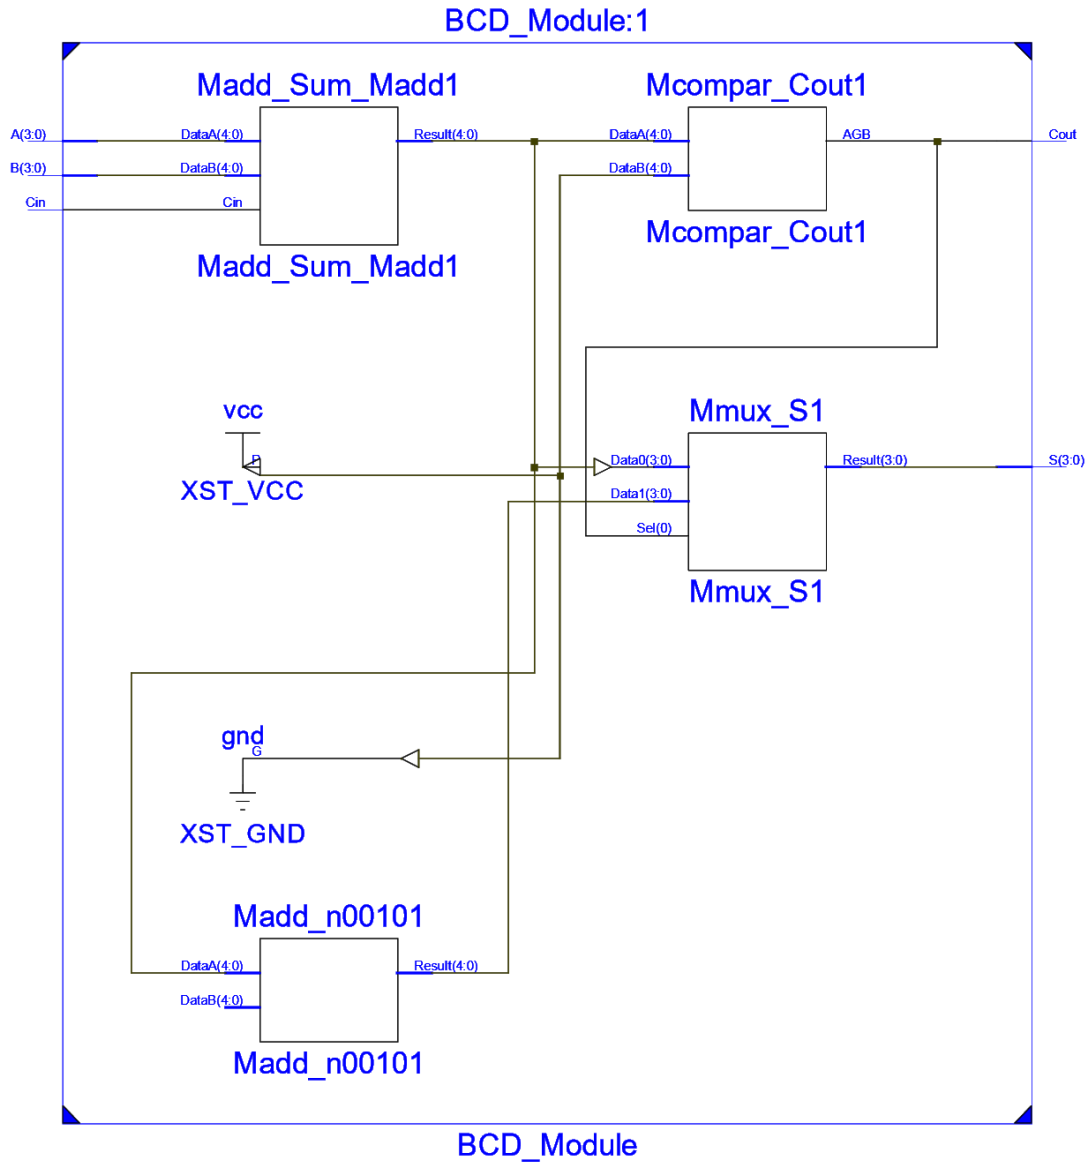 BCD_Module:1
Madd_Sum_Madd1
Mcompar_Cout1
A(3:0)
DataA(4:0)
Result(4:0)
DataA(4:0)
AGB
Cout
B(3:0)
DataB(4:0)
DataB(4:0)
Cin
Cin
Mcompar_Cout1
Madd_Sum_Madd1
vcc
P
XST_VCC
Mmux_S1
Data0(3:0)
Result(3:0)
S(3:0)
Data1(3:0)
Sel(0)
Mmux_S1
gnd
G
XST_GND
Madd_n00101
DataA(4:0)
Result(4:0)
DataB(4:0)
Madd_n00101
BCD_Module